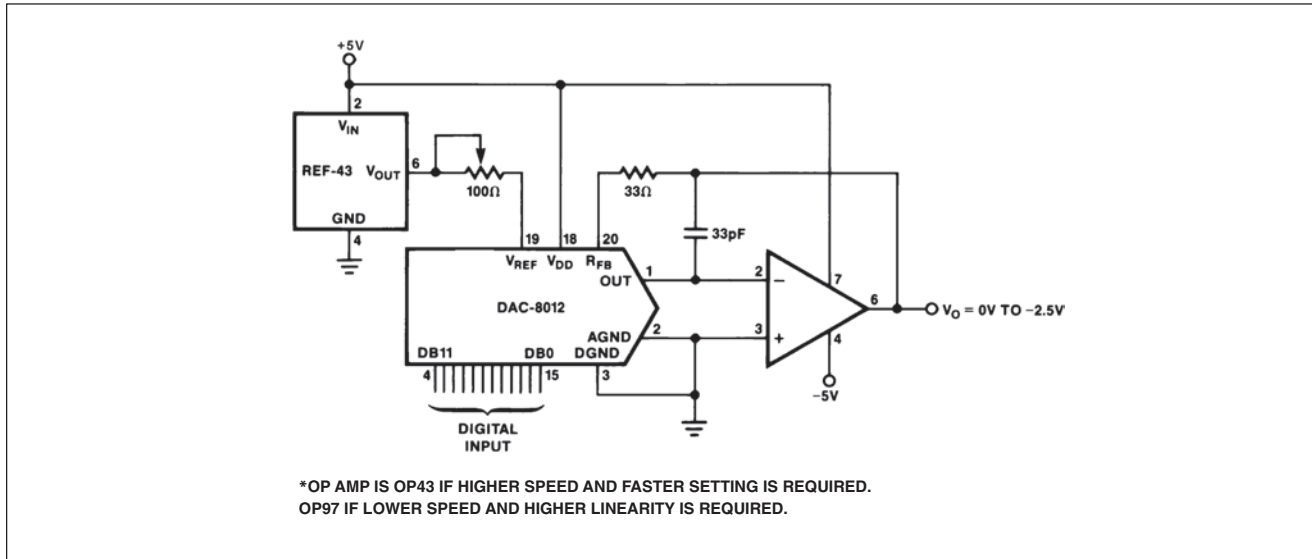 +5V
2
VIN
REF-43
VOUT
6
GND
4
100Ω
33Ω
33pF
19
18
20
VREF
VDD
RFB
OUT
1
DAC-8012
AGND
2
DB11
DB0
DGND
4
15
3
DIGITAL
INPUT
2
−
3
+
7
6
4
−5V
VO = 0V TO −2.5V
*OP AMP IS OP43 IF HIGHER SPEED AND FASTER SETTING IS REQUIRED.
OP97 IF LOWER SPEED AND HIGHER LINEARITY IS REQUIRED.